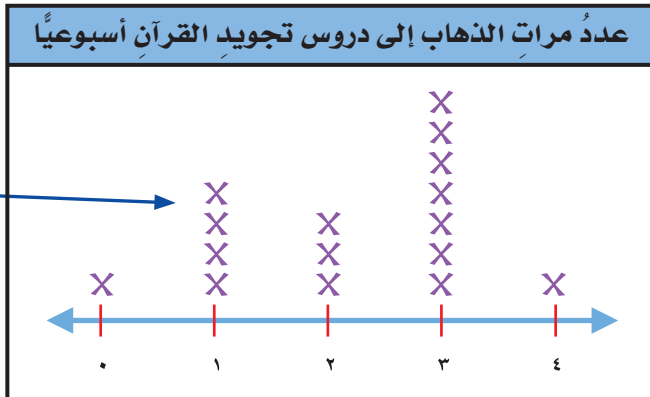 عددُ مراتِ الذهاب إلى دروس تجويدِ القرآنِ أسبوعيًّا
٠ ١ ٢ ٣ ٤